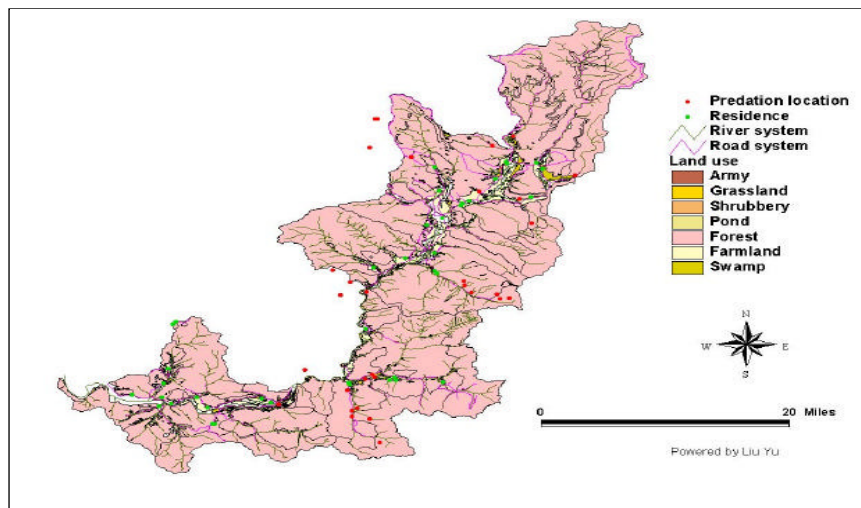 Predation location
Residence
River system
Road system
Land use
Army
Grassland
Shrubbery
Pond
Forest
Farmland
Swamp
N
W E
S
0 20 Miles
Powered by Liu Yu